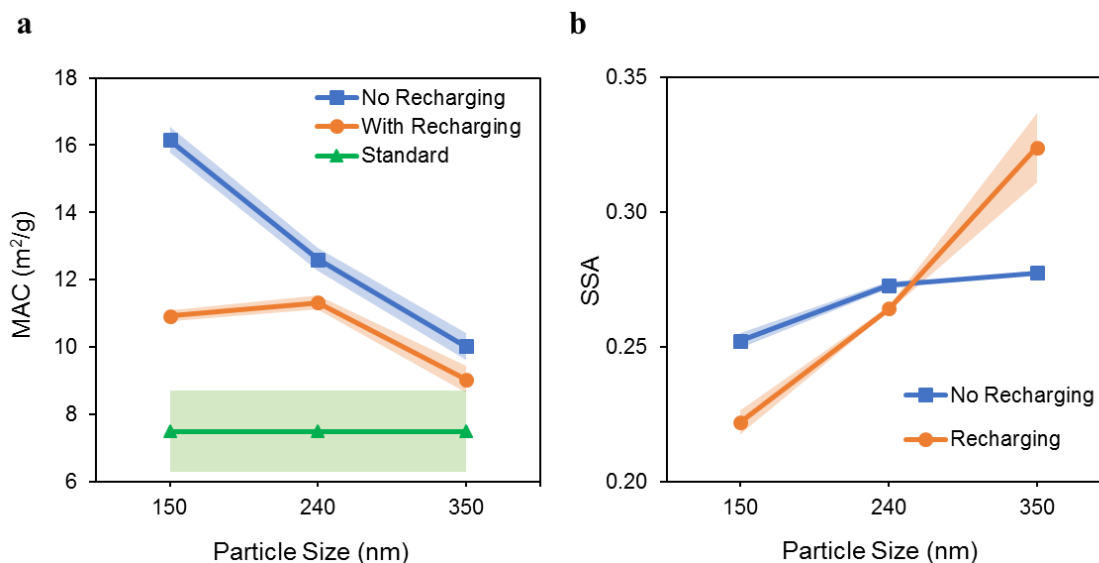 a
18
16
14
12
10
8
6
MAC (m²/g)
No Recharging
With Recharging
Standard
150 240 350
Particle Size (nm)
b
0.35
0.30
0.25
0.20
SSA
No Recharging
Recharging
150 240 350
Particle Size (nm)